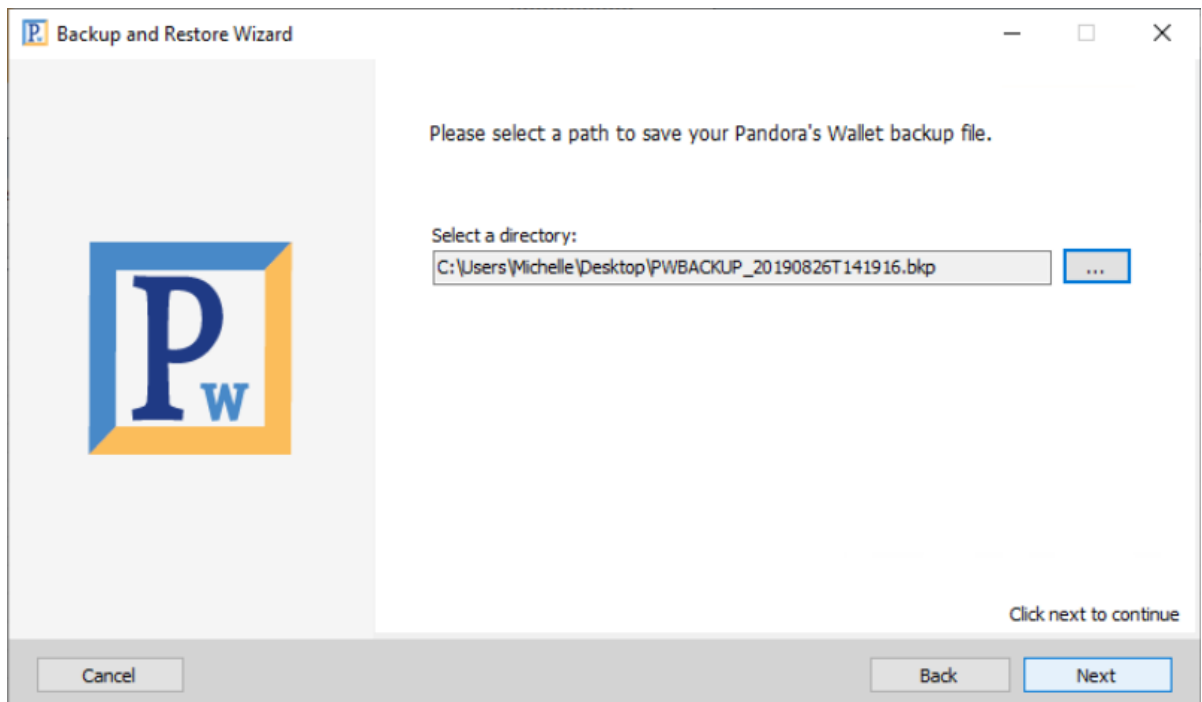 Pw Backup and Restore Wizard
Please select a path to save your Pandora's Wallet backup file.
Select a directory:
C:\Users\Michelle\Desktop\PWBACKUP_20190826T141916.bkp
...
Pw
Click next to continue
Cancel
Back
Next